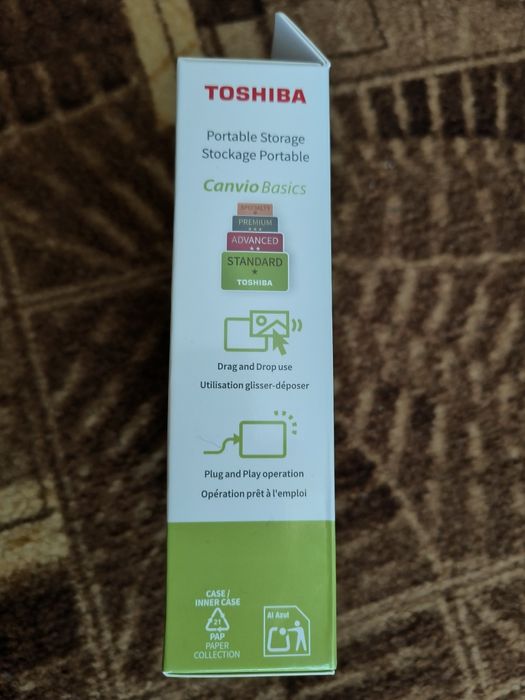 TOSHIBA
Portable Storage
Stockage Portable
Canvio Basics
SPECIALTY
PREMIUM
ADVANCED
STANDARD
TOSHIBA
Drag and Drop use
Utilisation glisser-déposer
Plug and Play operation
Opération prêt à l'emploi
CASE /
INNER CASE
21
PAP
PAPER
COLLECTION
Al Azul